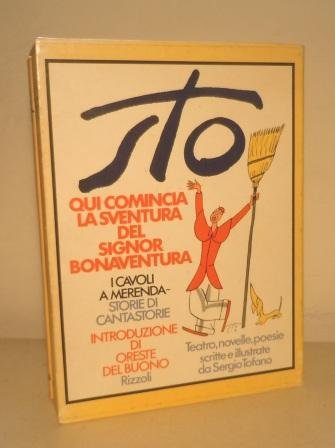 STO
QUI COMINCIA
LA SVENTURA
DEL
SIGNOR
BONAVENTURA
I CAVOLI
A MERENDA-
STORIE DI
CANTASTORIE
INTRODUZIONE
DI
ORESTE
DEL BUONO
Rizzoli
Teatro, novelle, poesie
scritte e illustrate
da Sergio Tofano